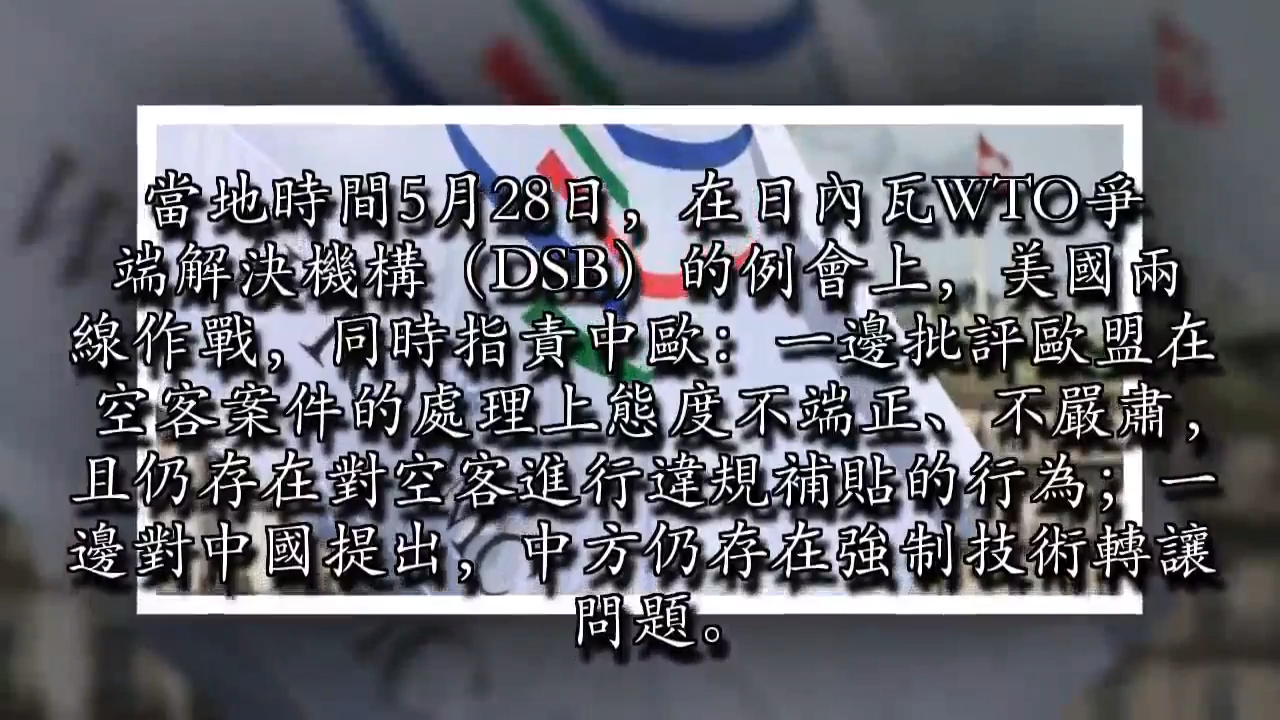 當地時間5月28日，在日內瓦WTO爭
端解決機構（DSB）的例會上，美國兩
線作戰，同時指責中歐：一邊批評歐盟在
空客案件的處理上態度不端正、不嚴肅，
且仍存在對空客進行違規補貼的行為；一
邊對中國提出，中方仍存在強制技術轉讓
問題。